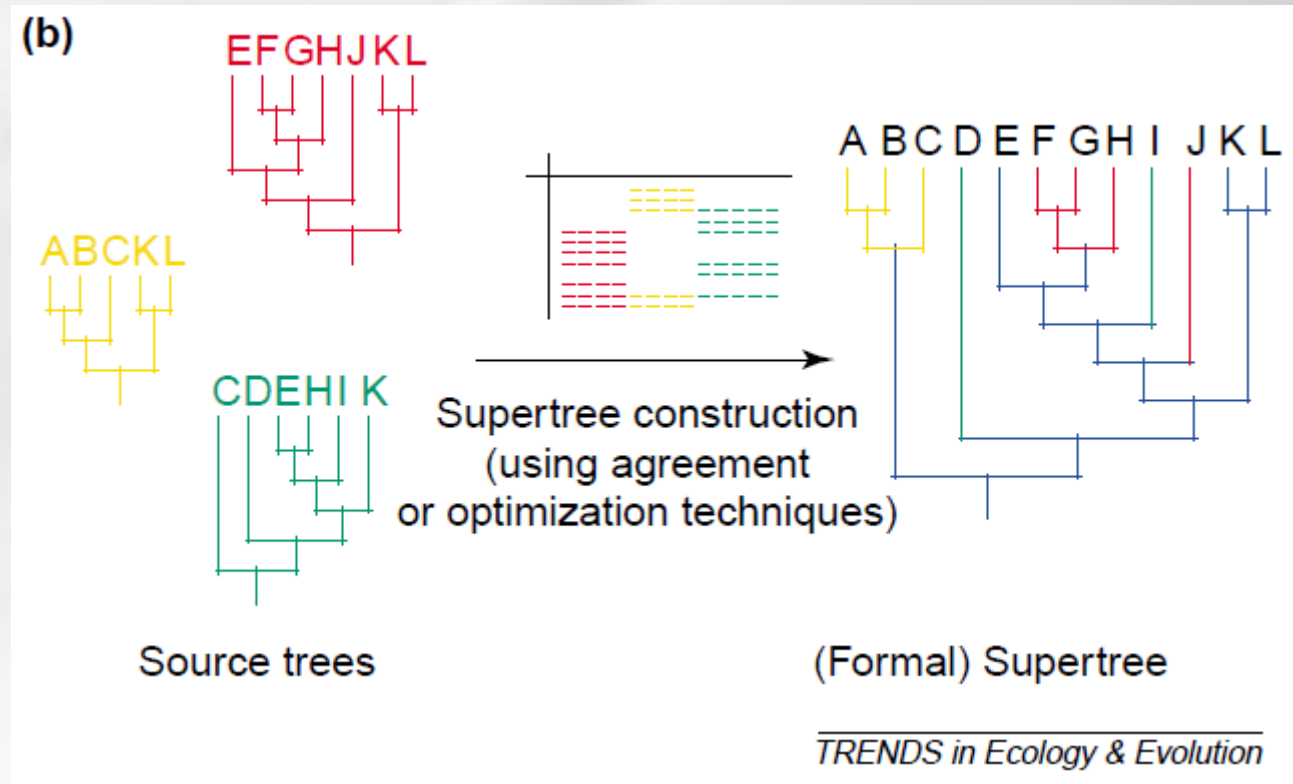 (b)
EFGHJKL
ABCKL
CDEHI K
Supertree construction
(using agreement
or optimization techniques)
A B C D E F G H I J K L
Source trees
(Formal) Supertree
TRENDS in Ecology & Evolution